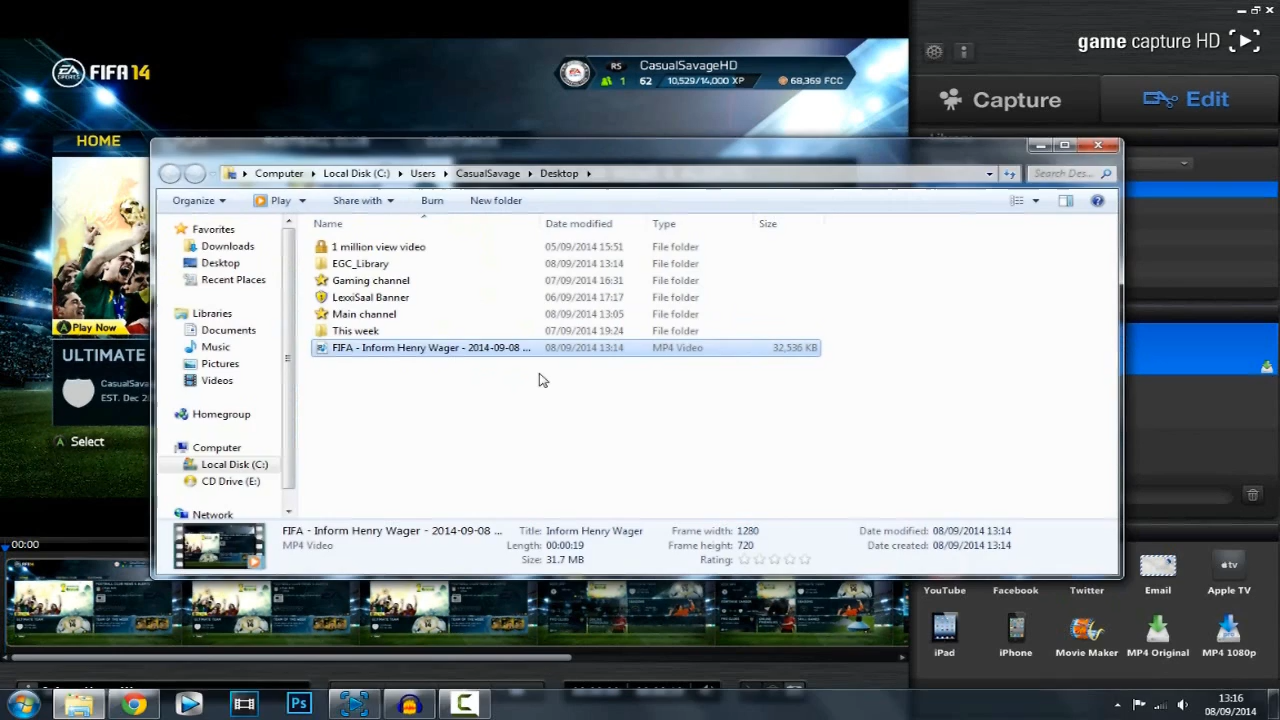 game capture HD
EA SPORTS FIFA 14
RS CasualSavageHD
1 62 10,529/14,000 XP 68,369 FCC
Capture
Edit
HOME
Computer Local Disk (C:) Users CasualSavage Desktop
Search Des...
Organize Play Share with Burn New folder
Name Date modified Type Size
1 million view video 05/09/2014 15:51 File folder
EGC_Library 08/09/2014 13:14 File folder
Gaming channel 07/09/2014 16:31 File folder
LexxiSaal Banner 06/09/2014 17:17 File folder
Main channel 08/09/2014 13:05 File folder
This week 07/09/2014 19:24 File folder
FIFA - Inform Henry Wager - 2014-09-08 ... 08/09/2014 13:14 MP4 Video 32,536 KB
Favorites
Downloads
Desktop
Recent Places
Libraries
Documents
Music
Pictures
Videos
Homegroup
Computer
Local Disk (C:)
CD Drive (E:)
Network
A Play Now
ULTIMATE
CasualSava
EST. Dec 2
A Select
FIFA - Inform Henry Wager - 2014-09-08 ...
MP4 Video
Title: Inform Henry Wager
Length: 00:00:19
Size: 31.7 MB
Frame width: 1280
Frame height: 720
Rating:
Date modified: 08/09/2014 13:14
Date created: 08/09/2014 13:14
00:00
tv
YouTube Facebook Twitter Email Apple TV
iPad iPhone Movie Maker MP4 Original MP4 1080p
Ps
C
13:16
08/09/2014